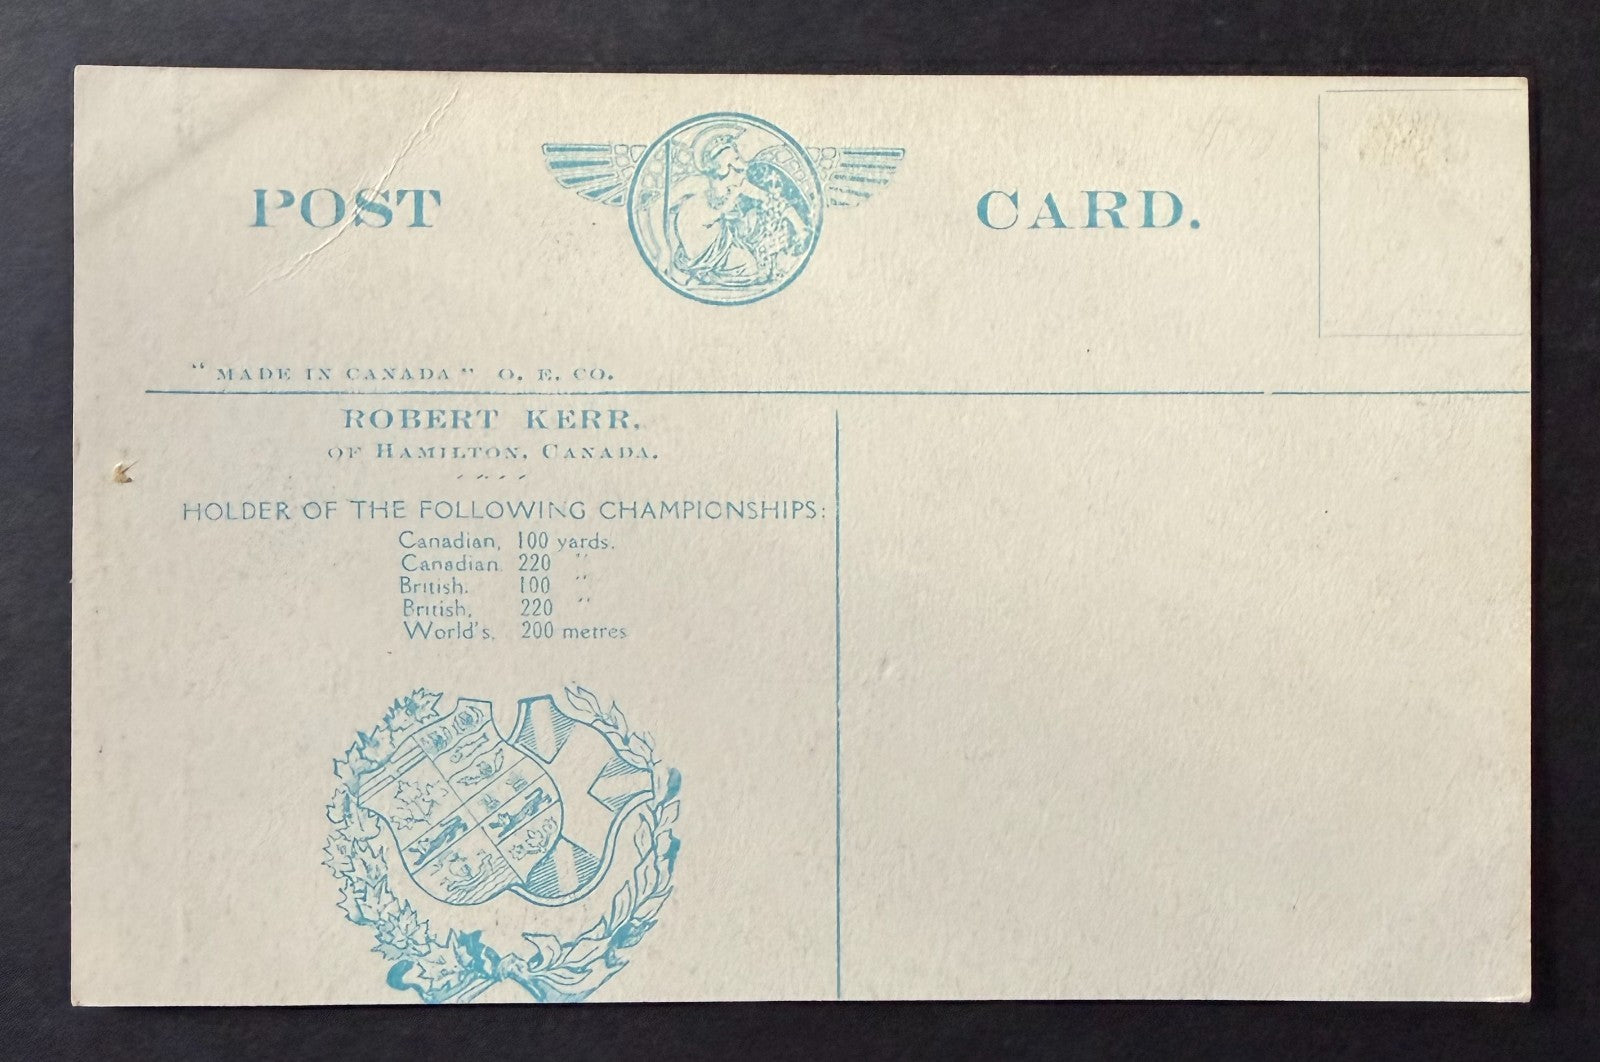 POST CARD.
"MADE IN CANADA" O. E. CO.
ROBERT KERR,
OF HAMILTON, CANADA.
HOLDER OF THE FOLLOWING CHAMPIONSHIPS:
Canadian, 100 yards.
Canadian, 220 "
British, 100 "
British, 220 "
World's, 200 metres